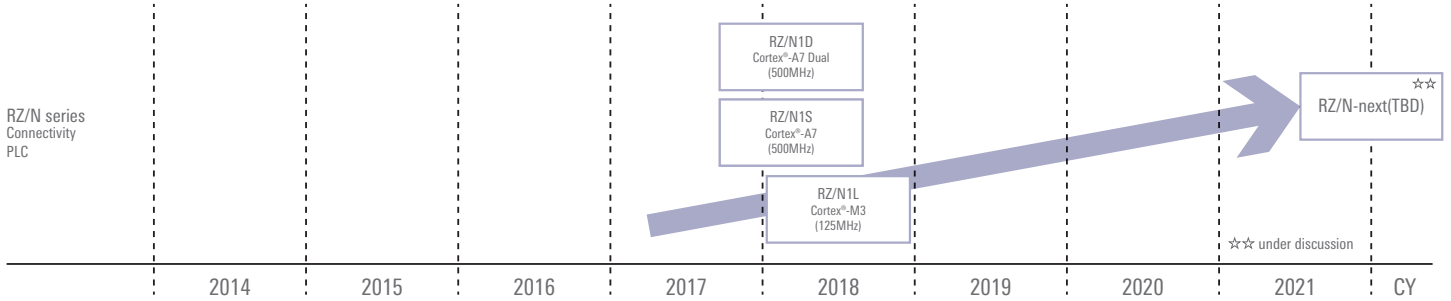 RZ/N1D
Cortex®-A7 Dual
(500MHz)
RZ/N series
Connectivity
PLC
RZ/N1S
Cortex®-A7
(500MHz)
RZ/N1L
Cortex®-M3
(125MHz)
☆☆
RZ/N-next(TBD)
☆☆ under discussion
2014 2015 2016 2017 2018 2019 2020 2021 CY